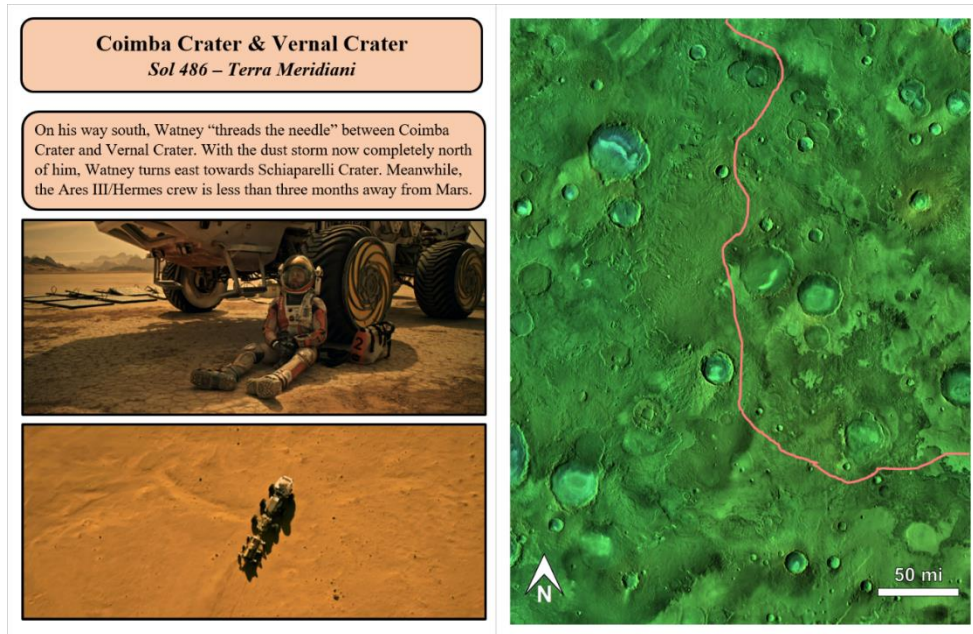 Coimba Crater & Vernal Crater
Sol 486 – Terra Meridiani
On his way south, Watney “threads the needle” between Coimba
Crater and Vernal Crater. With the dust storm now completely north
of him, Watney turns east towards Schiaparelli Crater. Meanwhile,
the Ares III/Hermes crew is less than three months away from Mars.
2
N
50 mi